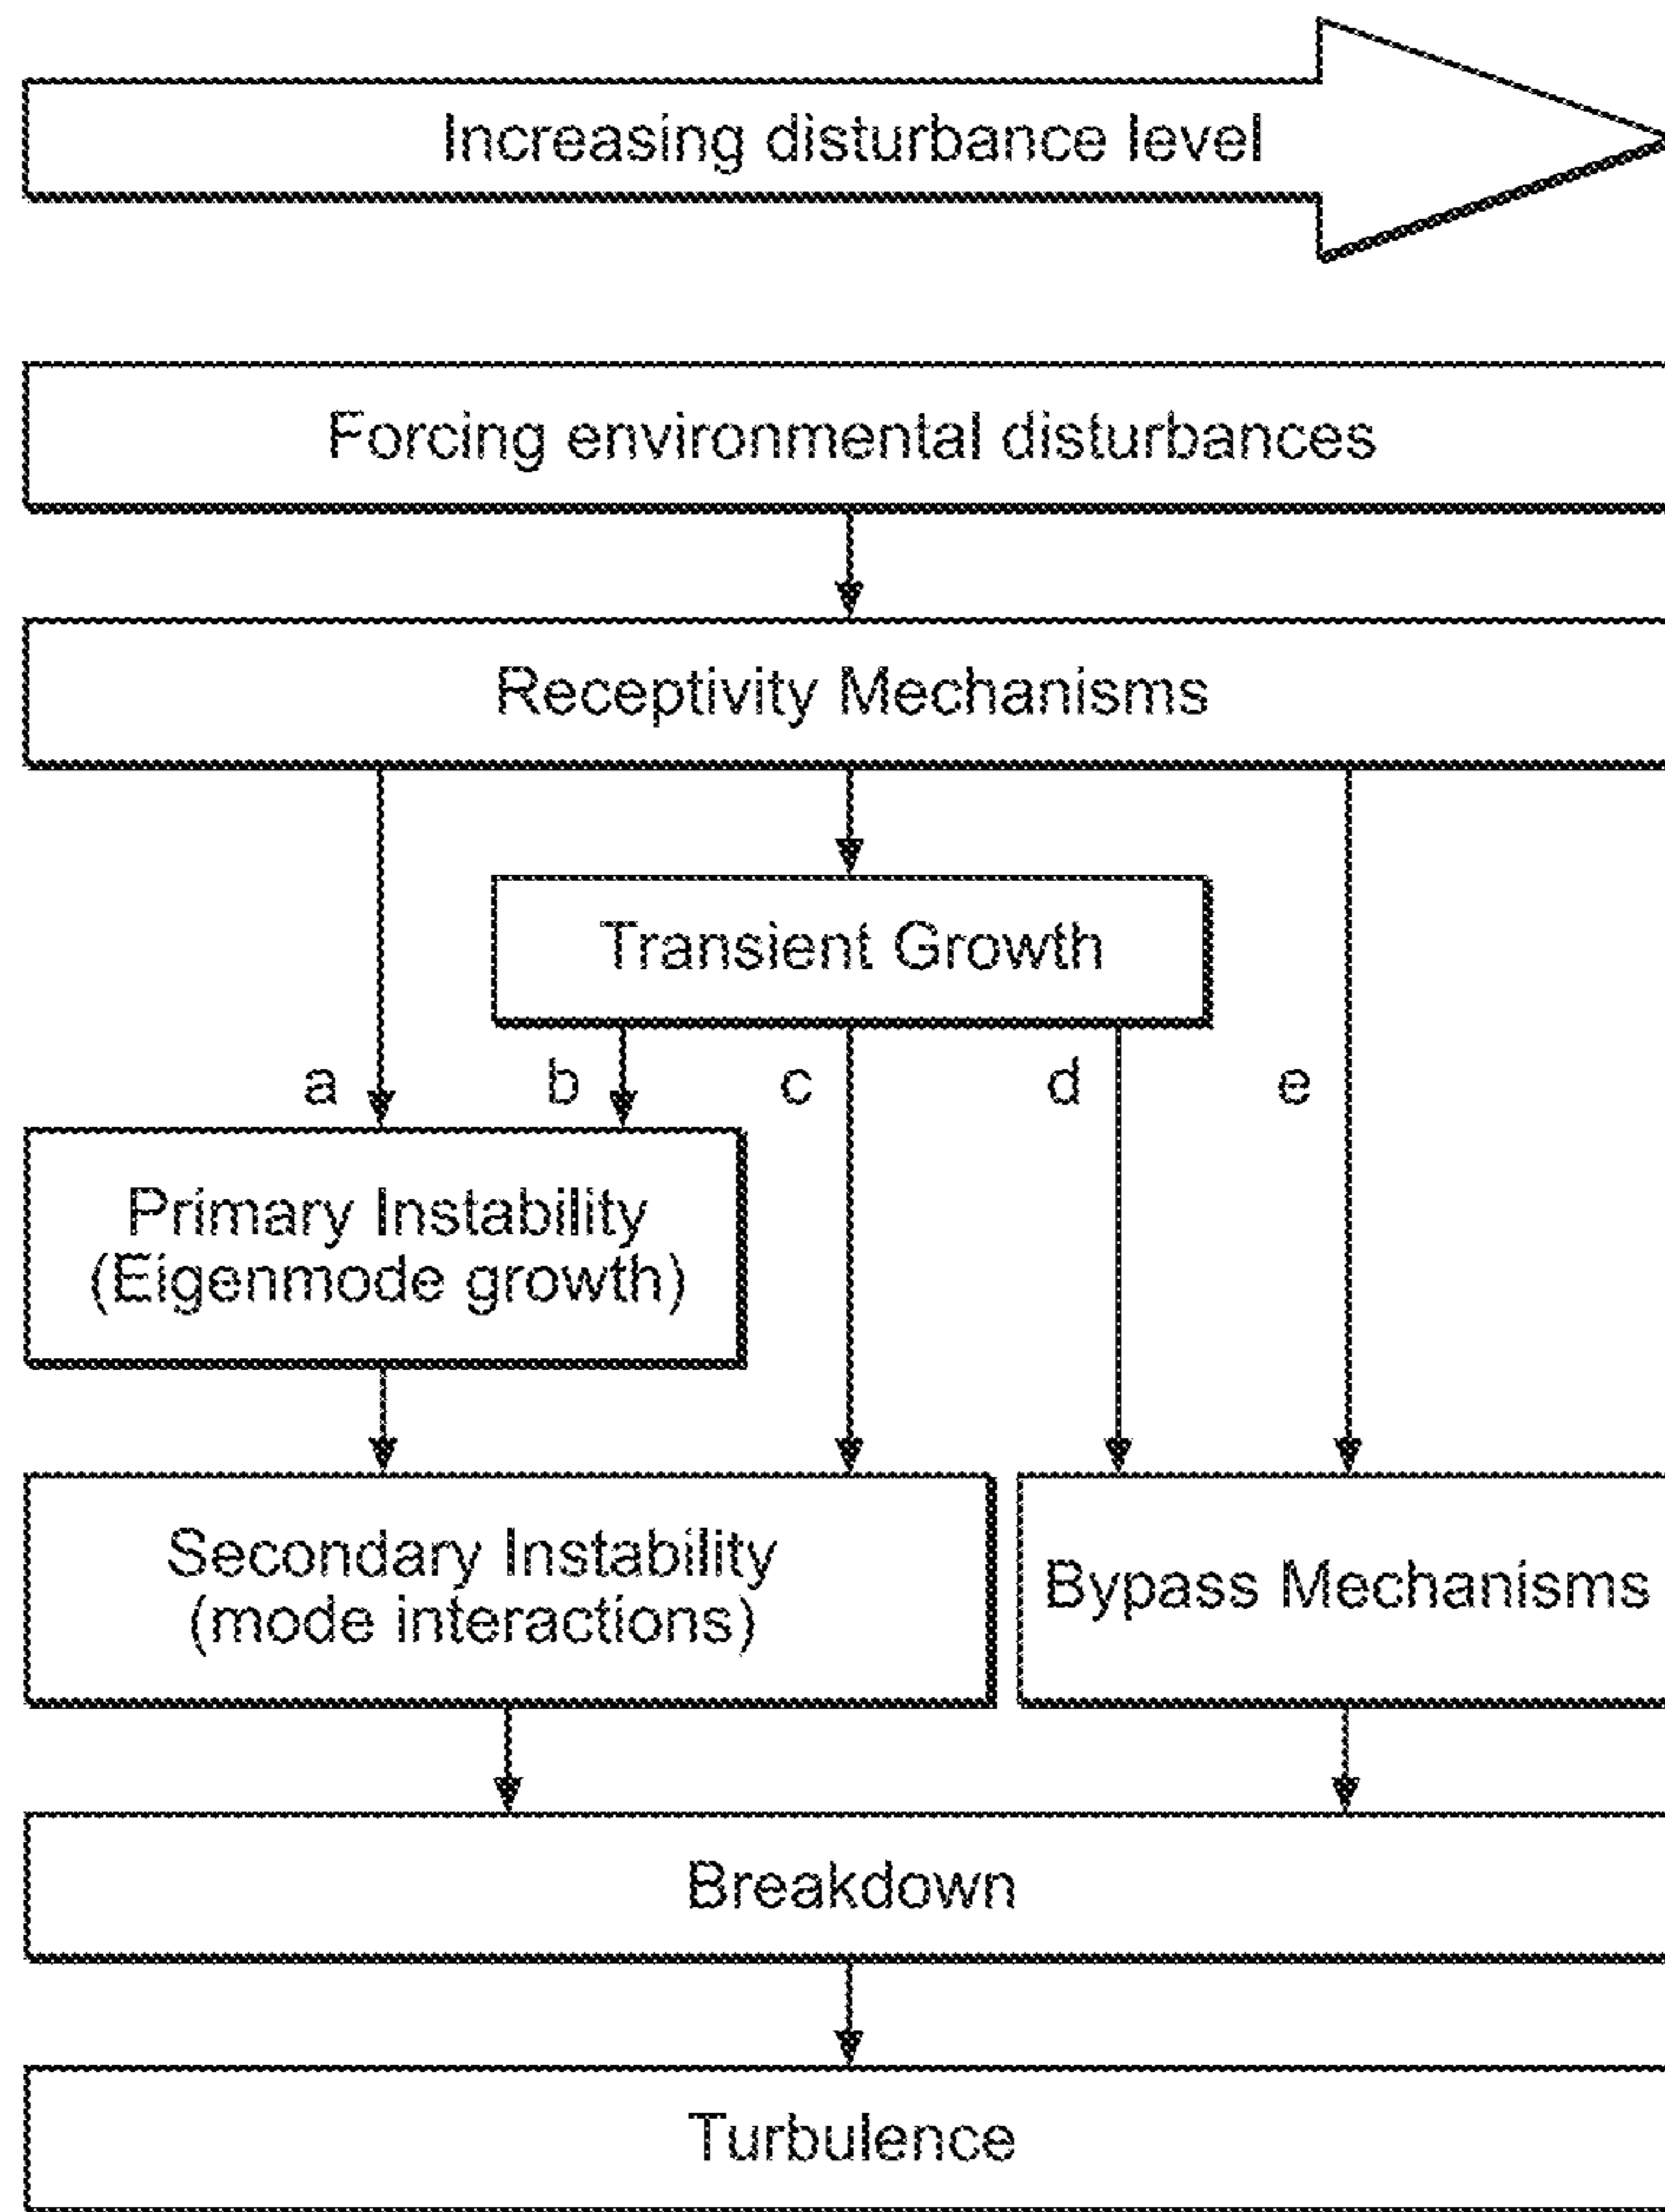 Increasing disturbance level
Forcing environmental disturbances
Receptivity Mechanisms
Transient Growth
a
b
c
d
e
Primary Instability
(Eigenmode growth)
Secondary Instability
(mode interactions)
Bypass Mechanisms
Breakdown
Turbulence